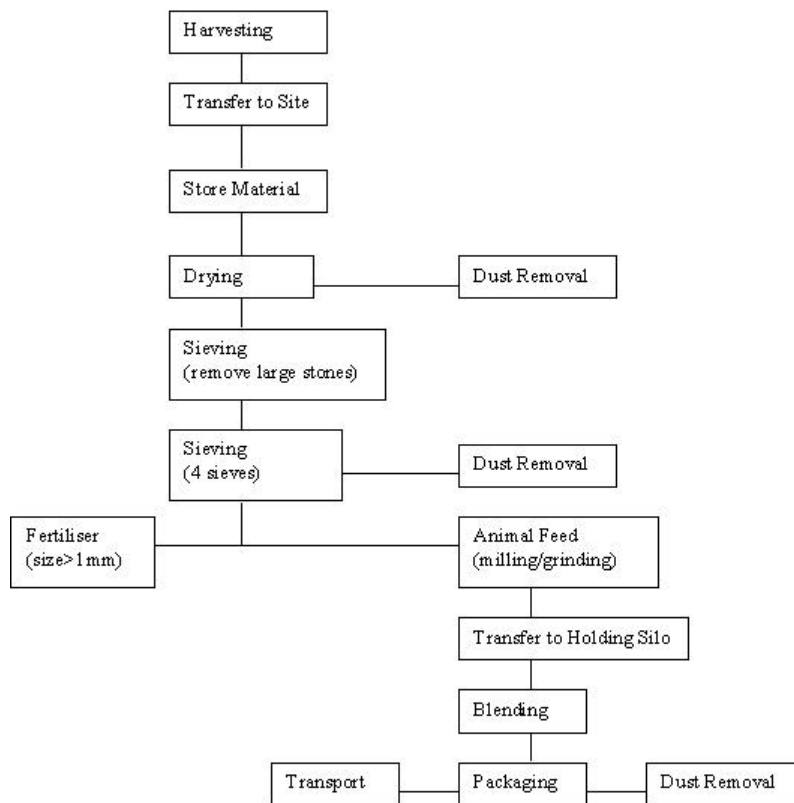 Harvesting
Transfer to Site
Store Material
Drying
Dust Removal
Sieving
(remove large stones)
Sieving
(4 sieves)
Dust Removal
Fertiliser
(size>1mm)
Animal Feed
(milling/grinding)
Transfer to Holding Silo
Blending
Transport
Packaging
Dust Removal